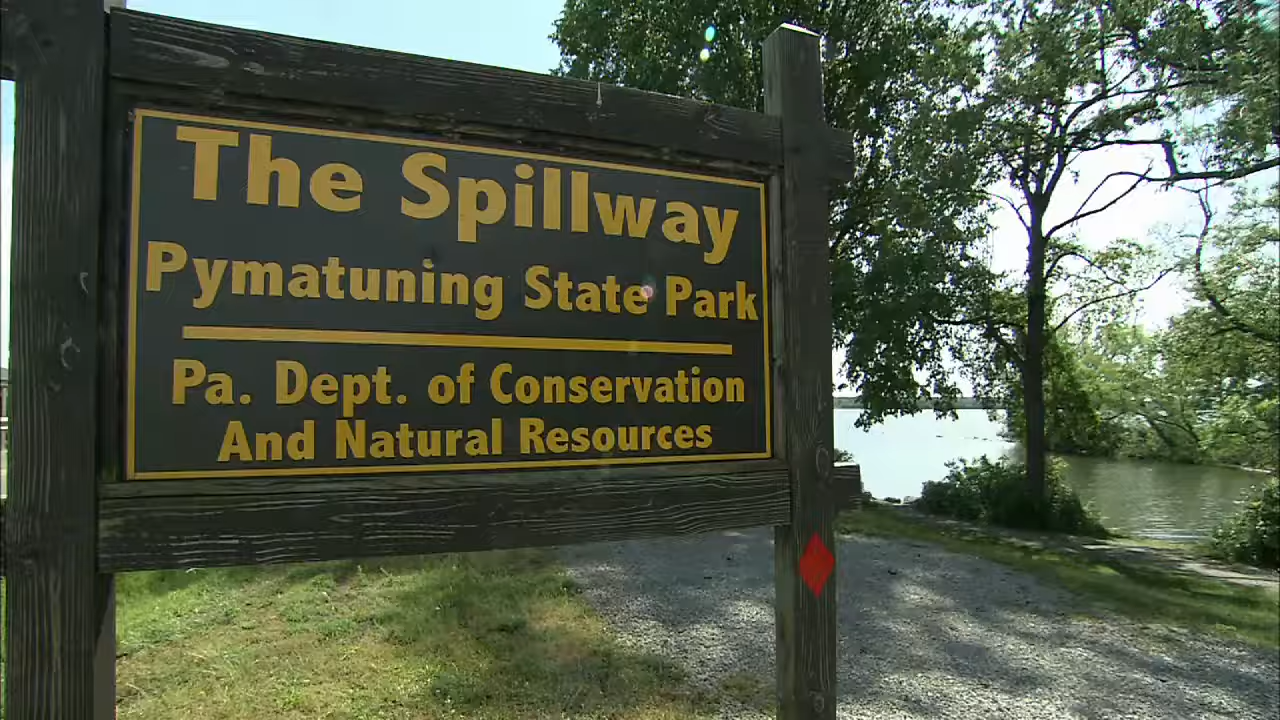 The Spillway
Pymatuning State Park
Pa. Dept. of Conservation
And Natural Resources